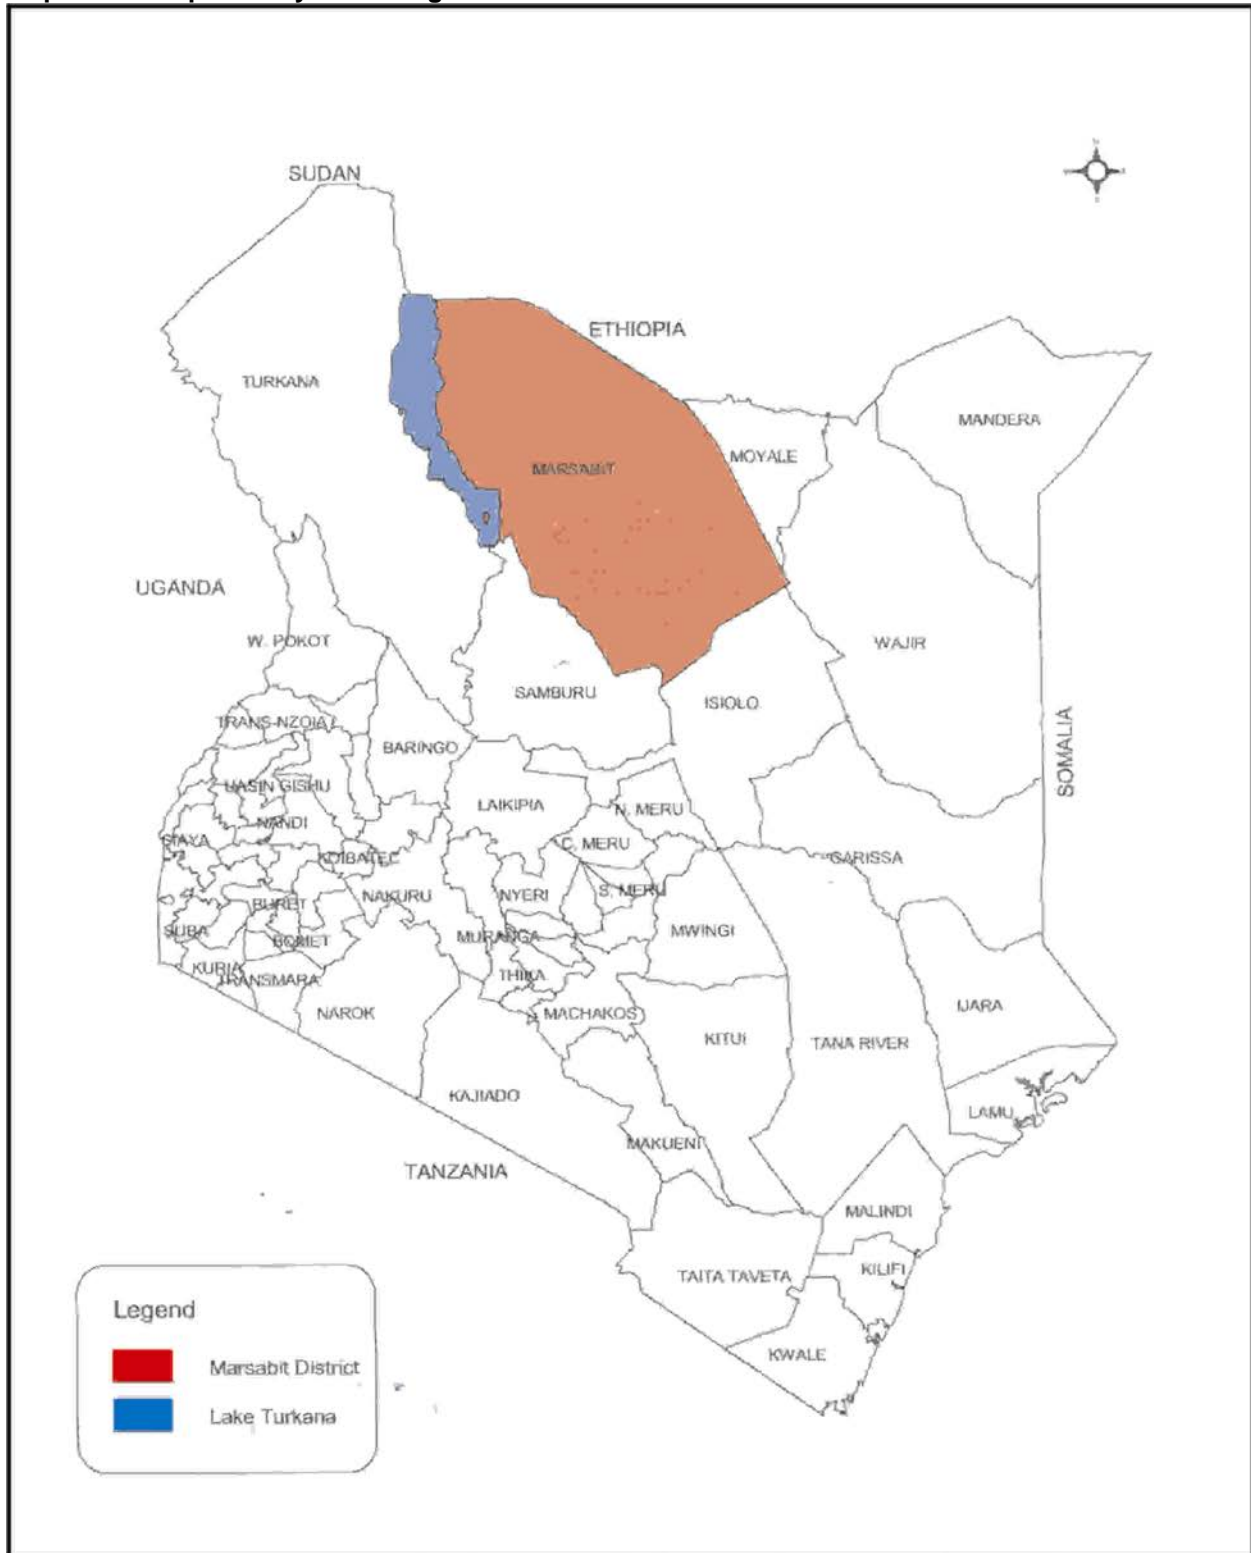 SUDAN
ETHIOPIA
TURKANA
MANDERA
MOYALE
MARSABIT
UGANDA
W. POKOT
WAJIR
SAMBURU
ISIOLO
TRANS-NZOIA
BARINGO
SOMALIA
UASIN GISHU
LAIKIPIA
N. MERU
NANDI
SIAYA
C. MERU
KOIBATEC
GARISSA
S. MERU
NAKURU
NYERI
BURET
SUBA
BOMET
MURANGA
MWINGI
KURIA
TRANSMARA
THIKA
IJARA
NAROK
MACHAKOS
KITUI
TANA RIVER
KAJIADO
LAMU
MAKUENI
TANZANIA
MALINDI
KILIFI
TAITA TAVETA
KWALE
Legend
Marsabit District
Lake Turkana